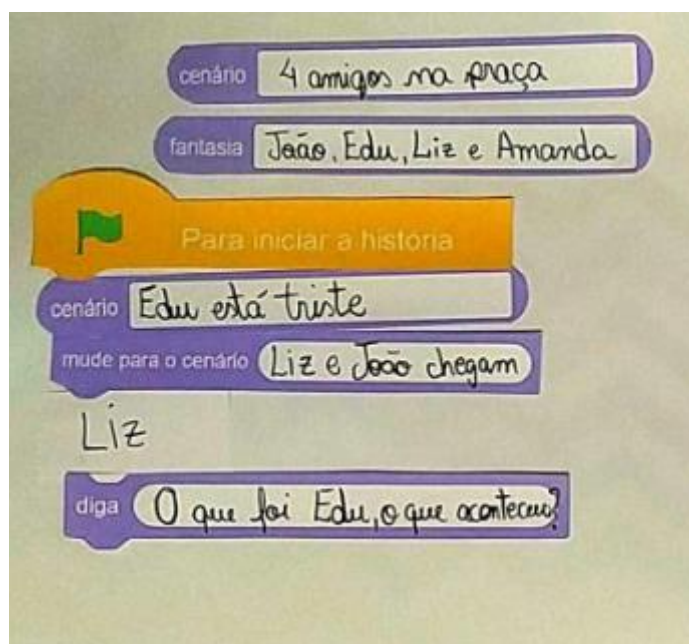 cenário 4 amigos na praça
fantasia João, Edu, Liz e Amanda
Para iniciar a história
cenário Edu está triste
mude para o cenário Liz e João chegam
Liz
diga O que foi Edu, o que aconteceu?